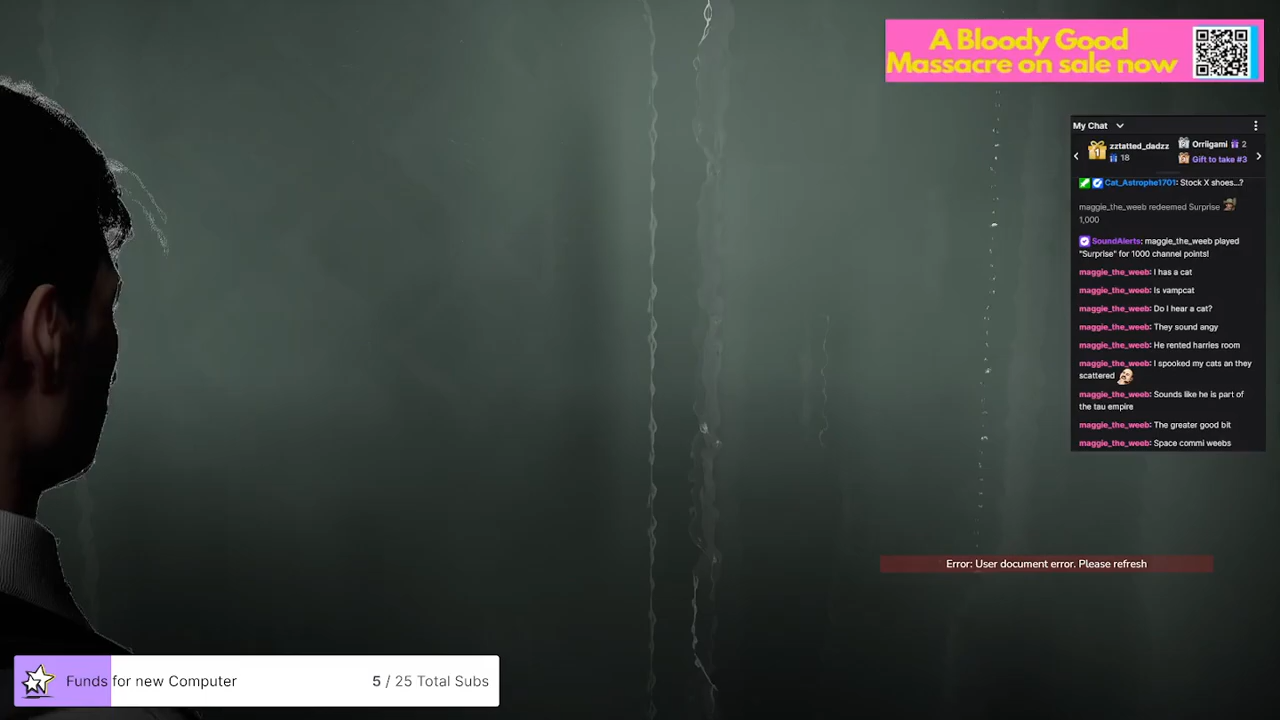 A Bloody Good
Massacre on sale now
My Chat
zztatted_dadzz
18
Orriigami 2
Gift to take #3
Cat_Astrophe1701: Stock X shoes...?
maggie_the_weeb redeemed Surprise
1,000
SoundAlerts: maggie_the_weeb played
"Surprise" for 1000 channel points!
maggie_the_weeb: I has a cat
maggie_the_weeb: Is vampcat
maggie_the_weeb: Do I hear a cat?
maggie_the_weeb: They sound angy
maggie_the_weeb: He rented harries room
maggie_the_weeb: I spooked my cats an they
scattered
maggie_the_weeb: Sounds like he is part of
the tau empire
maggie_the_weeb: The greater good bit
maggie_the_weeb: Space commi weebs
Error: User document error. Please refresh
Funds for new Computer
5 / 25 Total Subs